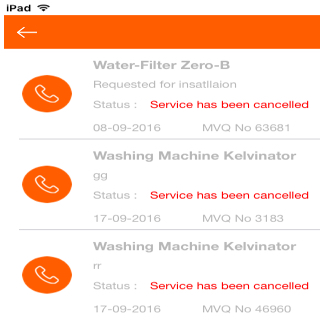 iPad
Water-Filter Zero-B
Requested for insatllaion
Status : Service has been cancelled
08-09-2016 MVQ No 63681
Washing Machine Kelvinator
gg
Status : Service has been cancelled
17-09-2016 MVQ No 3183
Washing Machine Kelvinator
rr
Status : Service has been cancelled
17-09-2016 MVQ No 46960